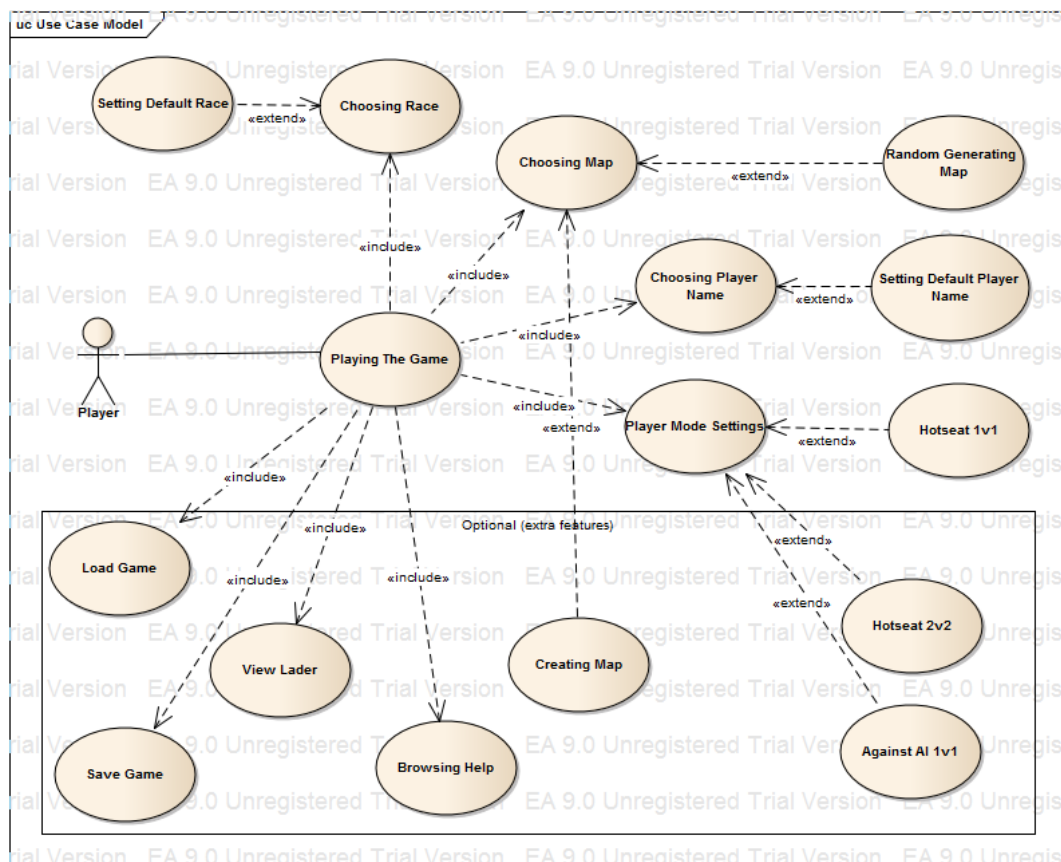 uc Use Case Model
EA 9.0 Unregistered Trial Version
Setting Default Race
«extend»
Choosing Race
Choosing Map
«extend»
Random Generating
Map
«include»
«include»
Choosing Player
Name
«extend»
Setting Default Player
Name
«include»
Player
Playing The Game
«include»
«extend»
Player Mode Settings
«extend»
Hotseat 1v1
«include»
Optional (extra features)
«include»
«extend»
Load Game
«include»
«include»
«extend»
Hotseat 2v2
View Lader
Creating Map
Save Game
Browsing Help
Against AI 1v1